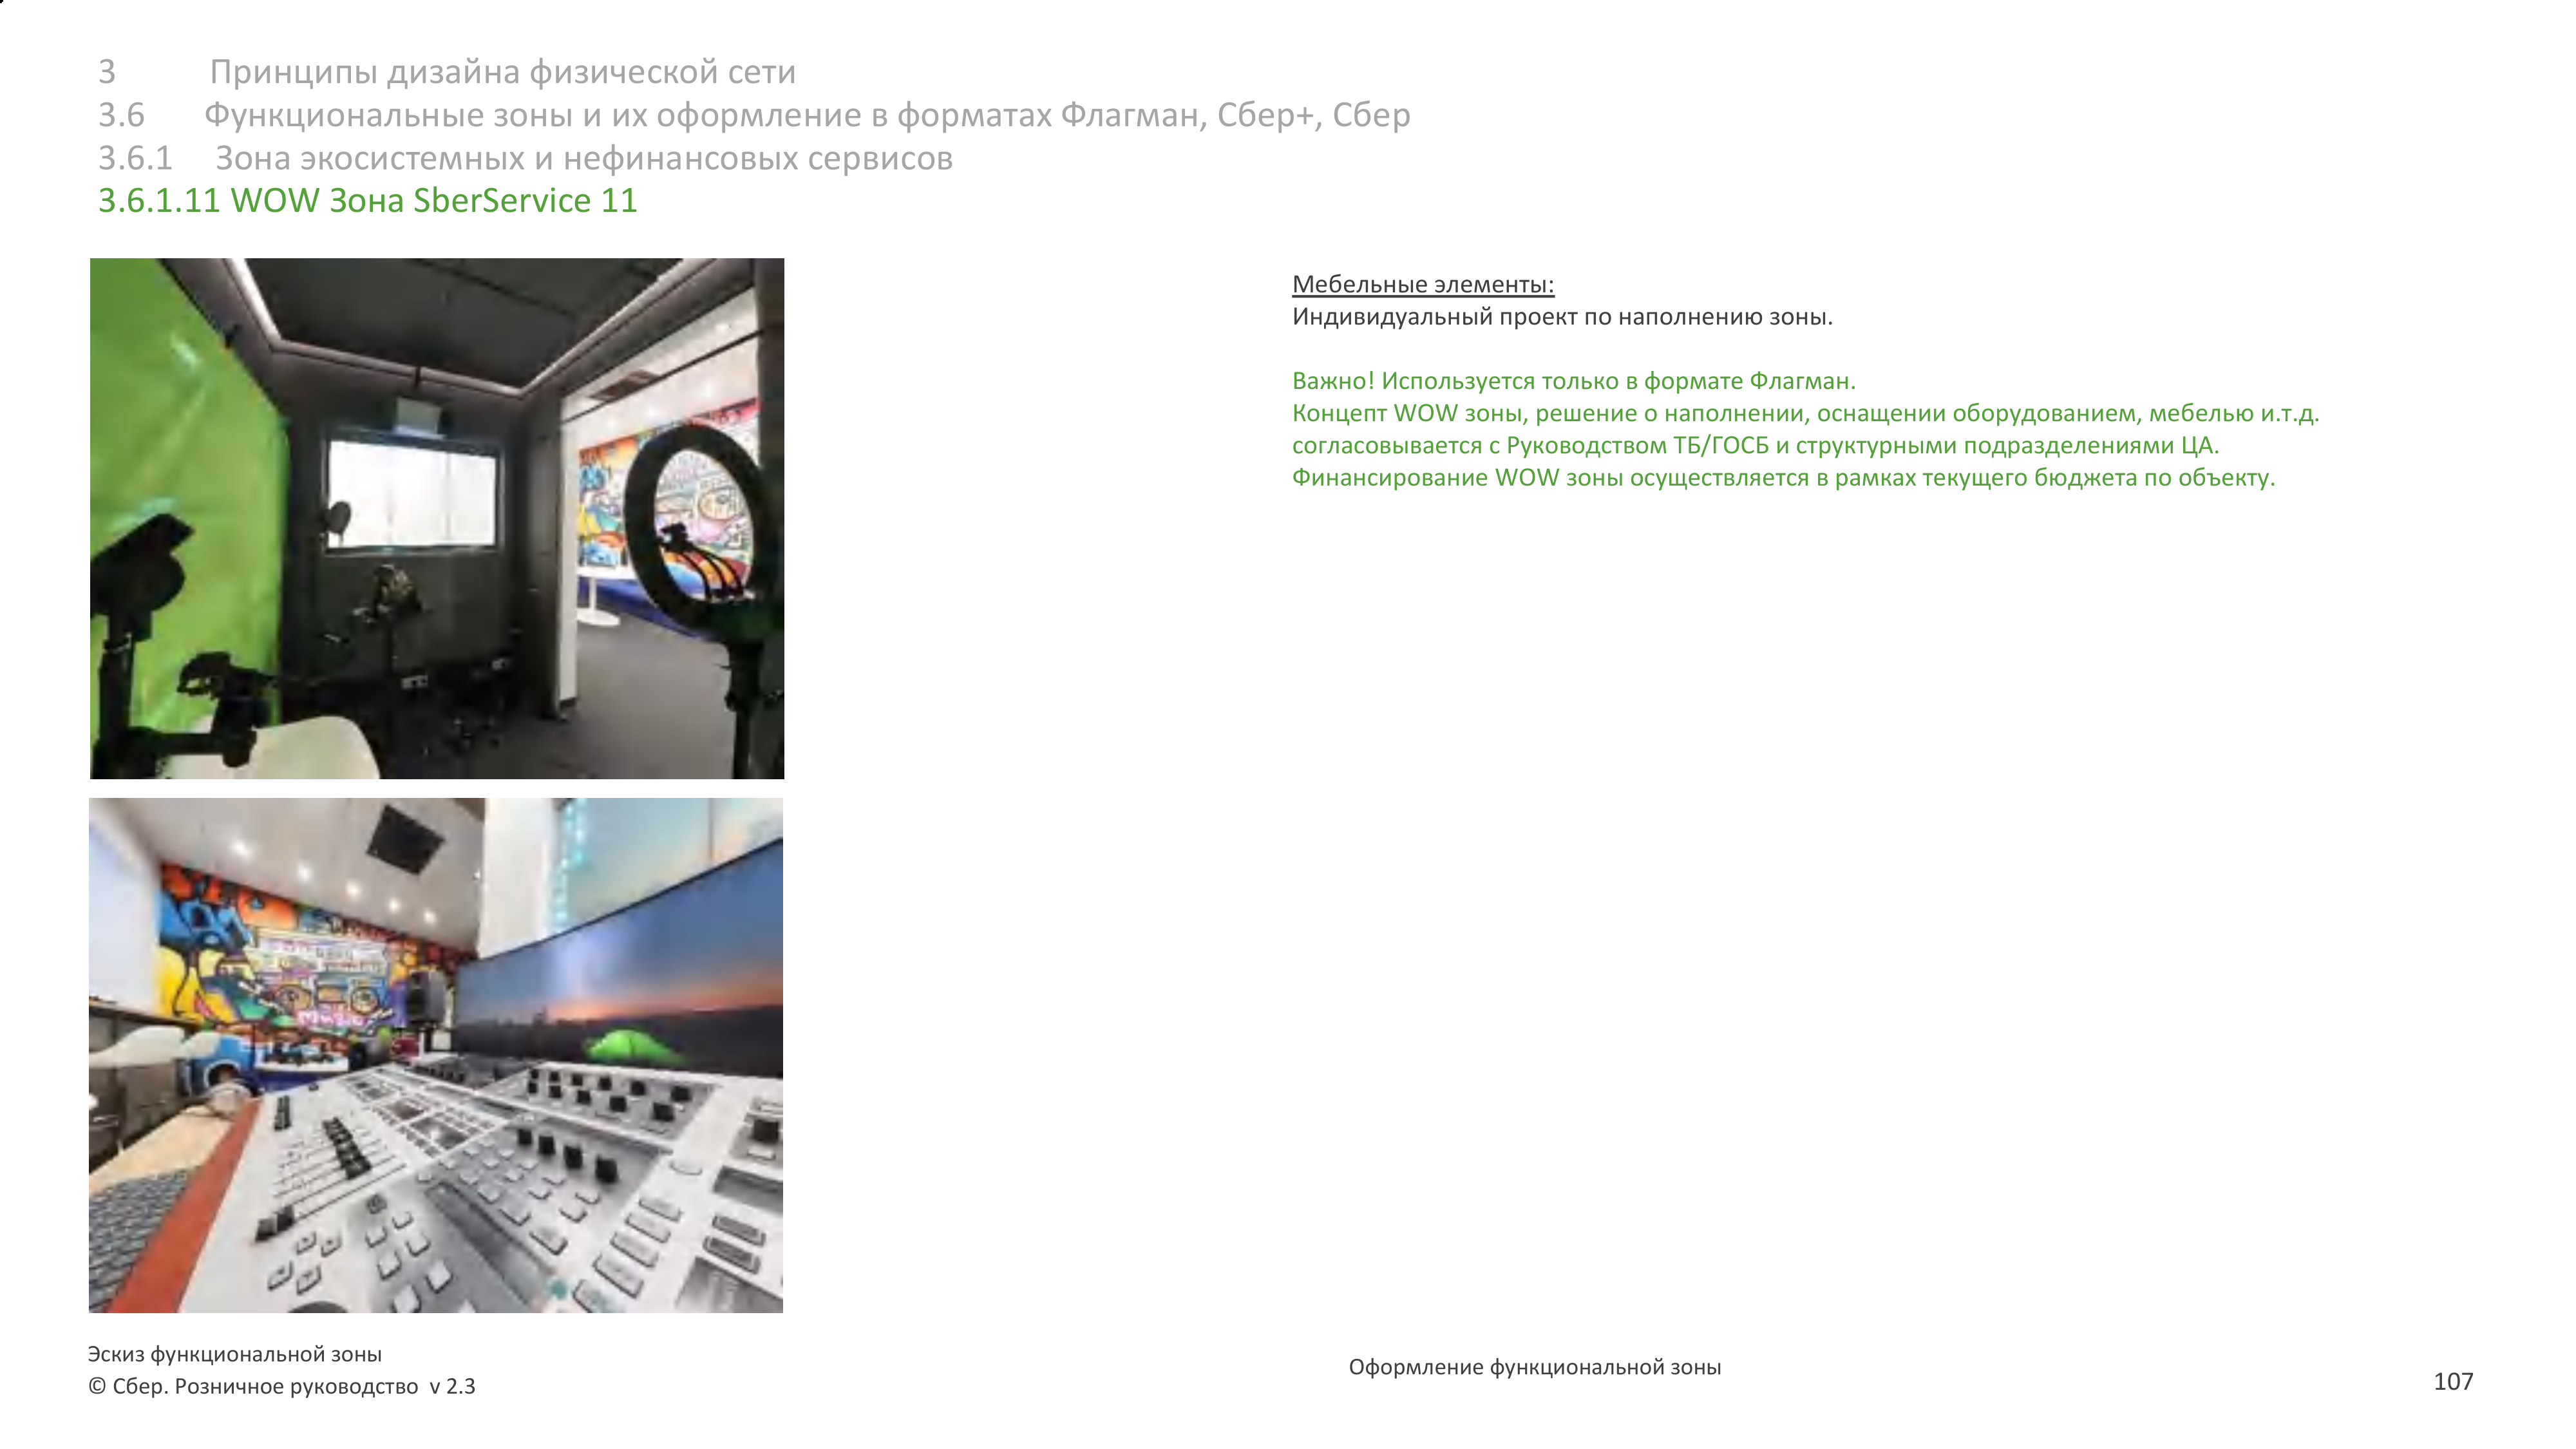 3 Принципы дизайна физической сети
3.6 Функциональные зоны и их оформление в форматах Флагман, Сбер+, Сбер
3.6.1 Зона экосистемных и нефинансовых сервисов
3.6.1.11 WOW Зона SberService 11
Мебельные элементы:
Индивидуальный проект по наполнению зоны.
Важно! Используется только в формате Флагман.
Концепт WOW зоны, решение о наполнении, оснащении оборудованием, мебелью и.т.д.
согласовывается с Руководством ТБ/ГОСБ и структурными подразделениями ЦА.
Финансирование WOW зоны осуществляется в рамках текущего бюджета по объекту.
Эскиз функциональной зоны
© Сбер. Розничное руководство v 2.3
Оформление функциональной зоны
107